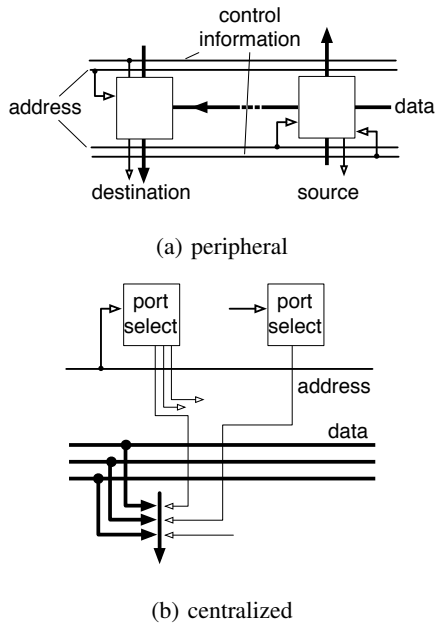 control
information
address
data
destination
source
(a) peripheral
port
select
port
select
address
data
(b) centralized